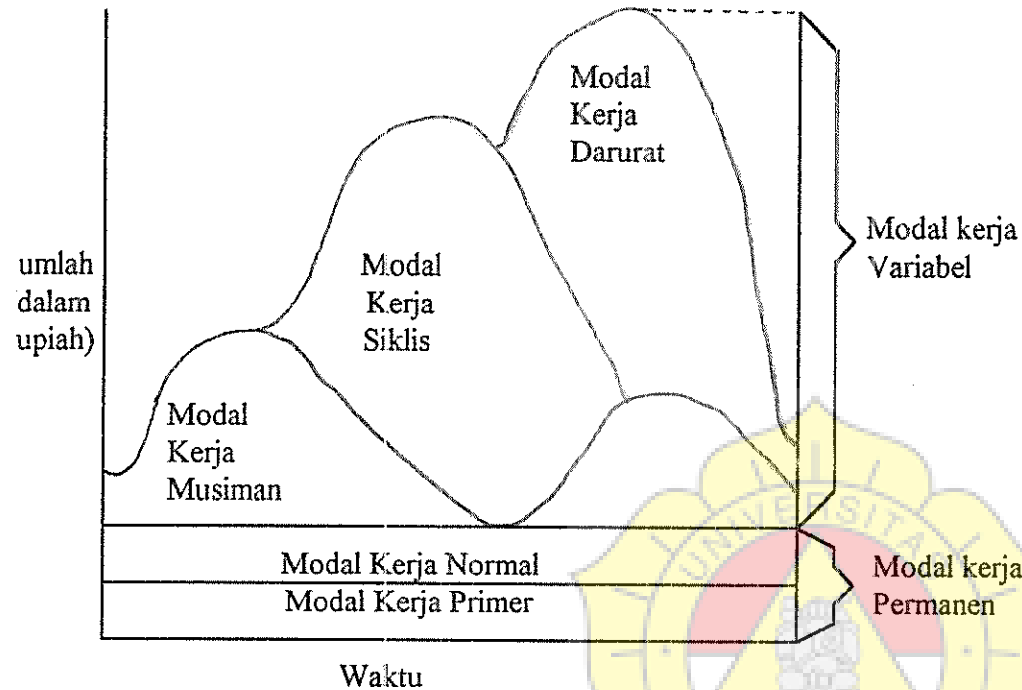 Modal
Kerja
Darurat
Modal kerja
Variabel
umlah
dalam
upiah)
Modal
Kerja
Siklis
Modal
Kerja
Musiman
Modal Kerja Normal
Modal Kerja Primer
Modal kerja
Permanen
Waktu
UNIVERSITA